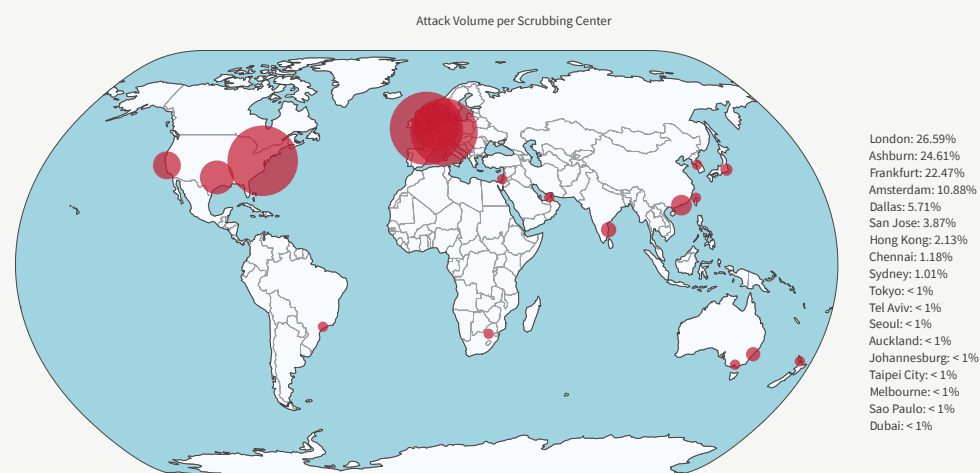 Attack Volume per Scrubbing Center
London: 26.59%
Ashburn: 24.61%
Frankfurt: 22.47%
Amsterdam: 10.88%
Dallas: 5.71%
San Jose: 3.87%
Hong Kong: 2.13%
Chennai: 1.18%
Sydney: 1.01%
Tokyo: < 1%
Tel Aviv: < 1%
Seoul: < 1%
Auckland: < 1%
Johannesburg: < 1%
Taipei City: < 1%
Melbourne: < 1%
Sao Paulo: < 1%
Dubai: < 1%